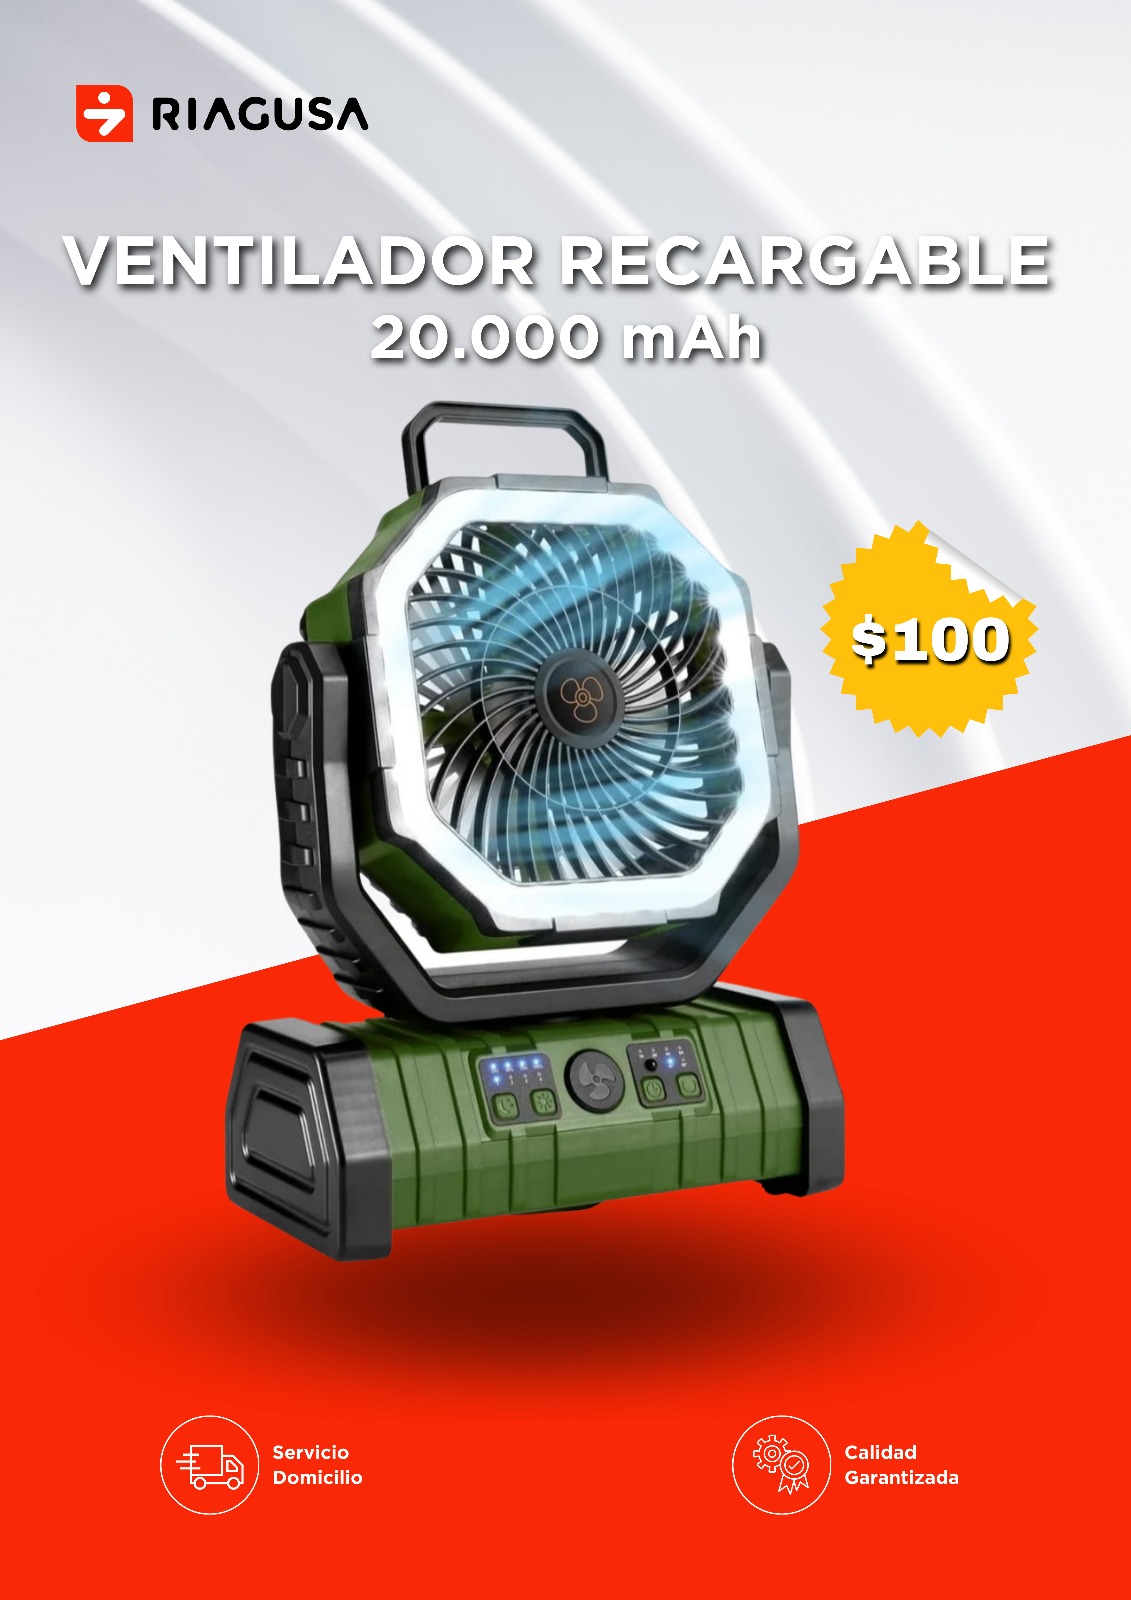 RIAGUSA
VENTILADOR RECARGABLE
20.000 mAh
$100
Servicio
Domicilio
Calidad
Garantizada